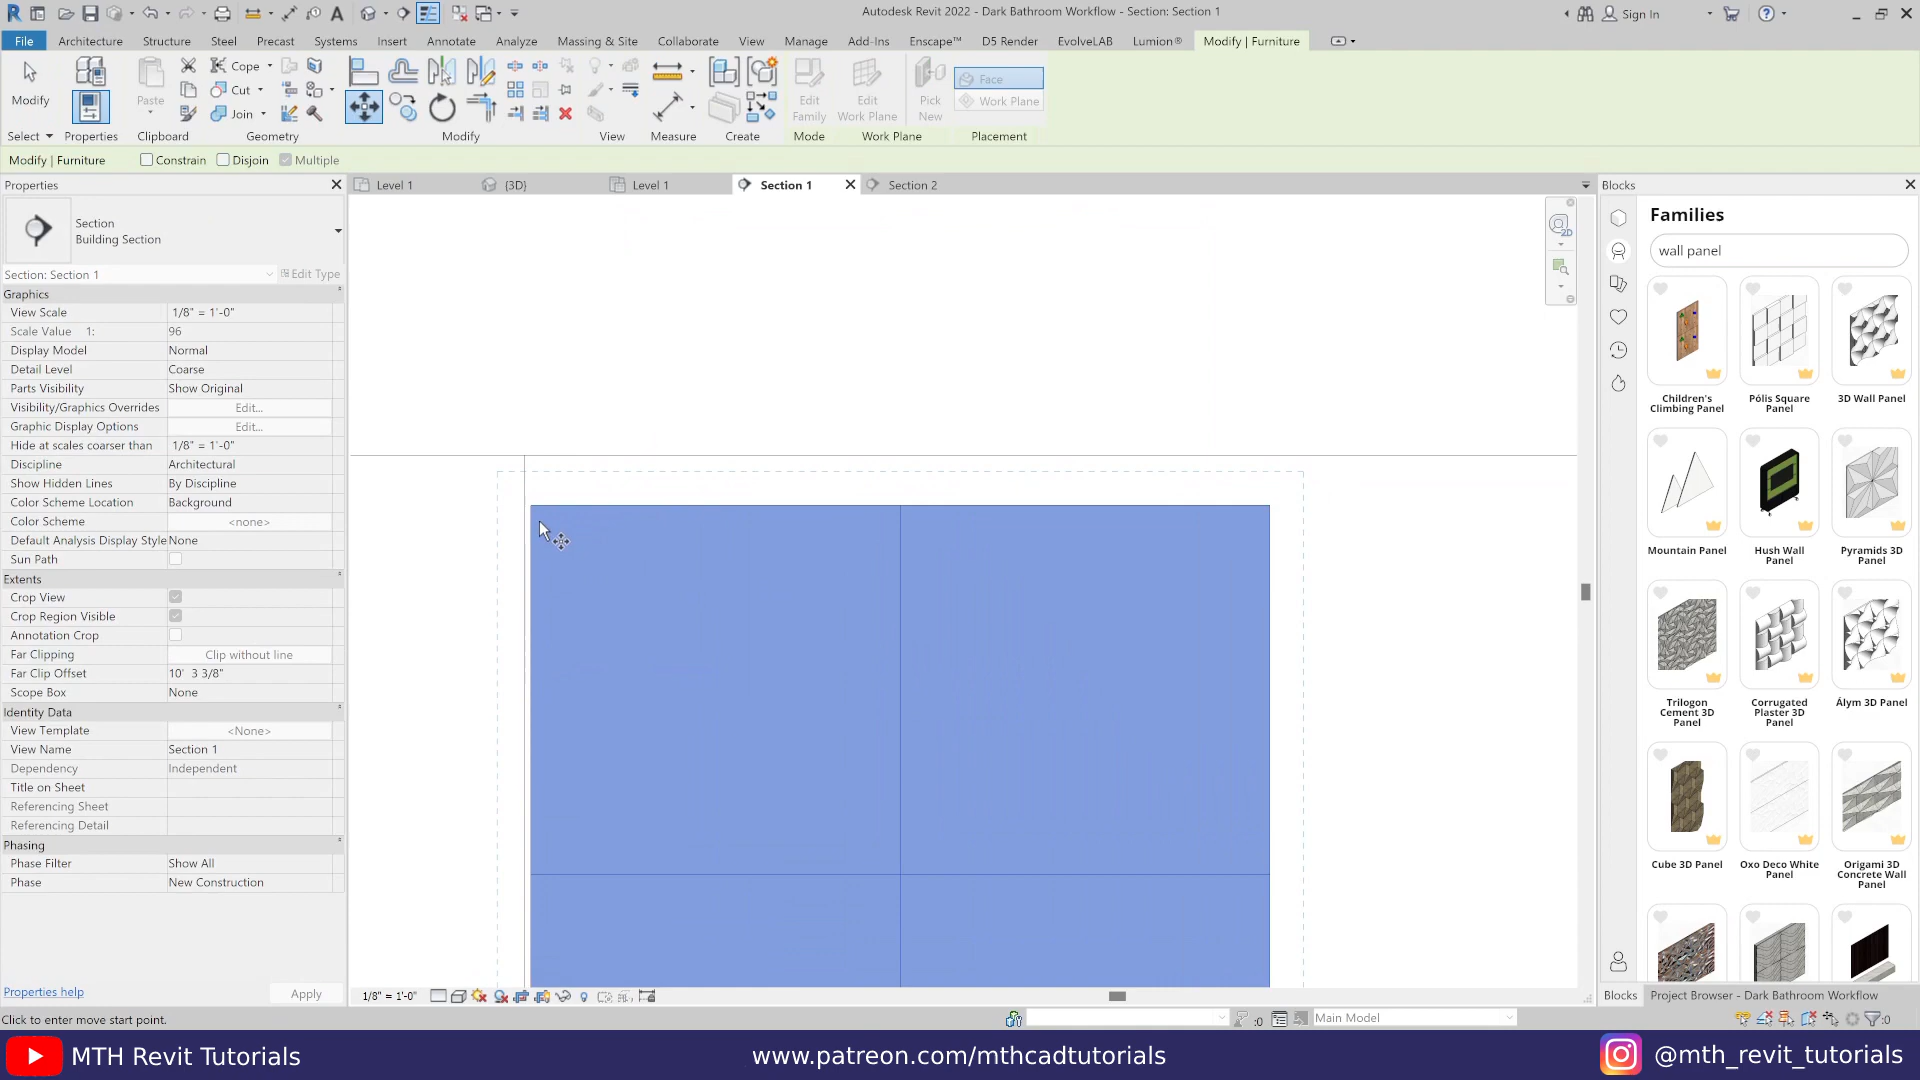 Autodesk Revit 2022 - Dark Bathroom Workflow - Section: Section 1
Sign In
File Architecture Structure Steel Precast Systems Insert Annotate Analyze Massing & Site Collaborate View Manage Add-Ins Enscape™ D5 Render EvolveLAB Lumion® Modify | Furniture
Modify
Paste
Cope
Cut
Join
Edit Family
Edit Work Plane
Pick New
Face
Work Plane
Select Properties Clipboard Geometry Modify View Measure Create Mode Work Plane Placement
Modify | Furniture Constrain Disjoin Multiple
Properties
Level 1 {3D} Level 1 Section 1 Section 2
Section
Building Section
Section: Section 1 Edit Type
Graphics
View Scale 1/8" = 1'-0"
Scale Value 1: 96
Display Model Normal
Detail Level Coarse
Parts Visibility Show Original
Visibility/Graphics Overrides Edit...
Graphic Display Options Edit...
Hide at scales coarser than 1/8" = 1'-0"
Discipline Architectural
Show Hidden Lines By Discipline
Color Scheme Location Background
Color Scheme <none>
Default Analysis Display Style None
Sun Path
Extents
Crop View
Crop Region Visible
Annotation Crop
Far Clipping Clip without line
Far Clip Offset 10' 3 3/8"
Scope Box None
Identity Data
View Template <None>
View Name Section 1
Dependency Independent
Title on Sheet
Referencing Sheet
Referencing Detail
Phasing
Phase Filter Show All
Phase New Construction
Properties help Apply
2D
1/8" = 1'-0"
Blocks
Families
wall panel
Children's Climbing Panel
Pólis Square Panel
3D Wall Panel
Mountain Panel
Hush Wall Panel
Pyramids 3D Panel
Trilogon Cement 3D Panel
Corrugated Plaster 3D Panel
Álym 3D Panel
Cube 3D Panel
Oxo Deco White Panel
Origami 3D Concrete Wall Panel
Blocks Project Browser - Dark Bathroom Workflow
Click to enter move start point.
:0
Main Model
:0
MTH Revit Tutorials
www.patreon.com/mthcadtutorials
@mth_revit_tutorials